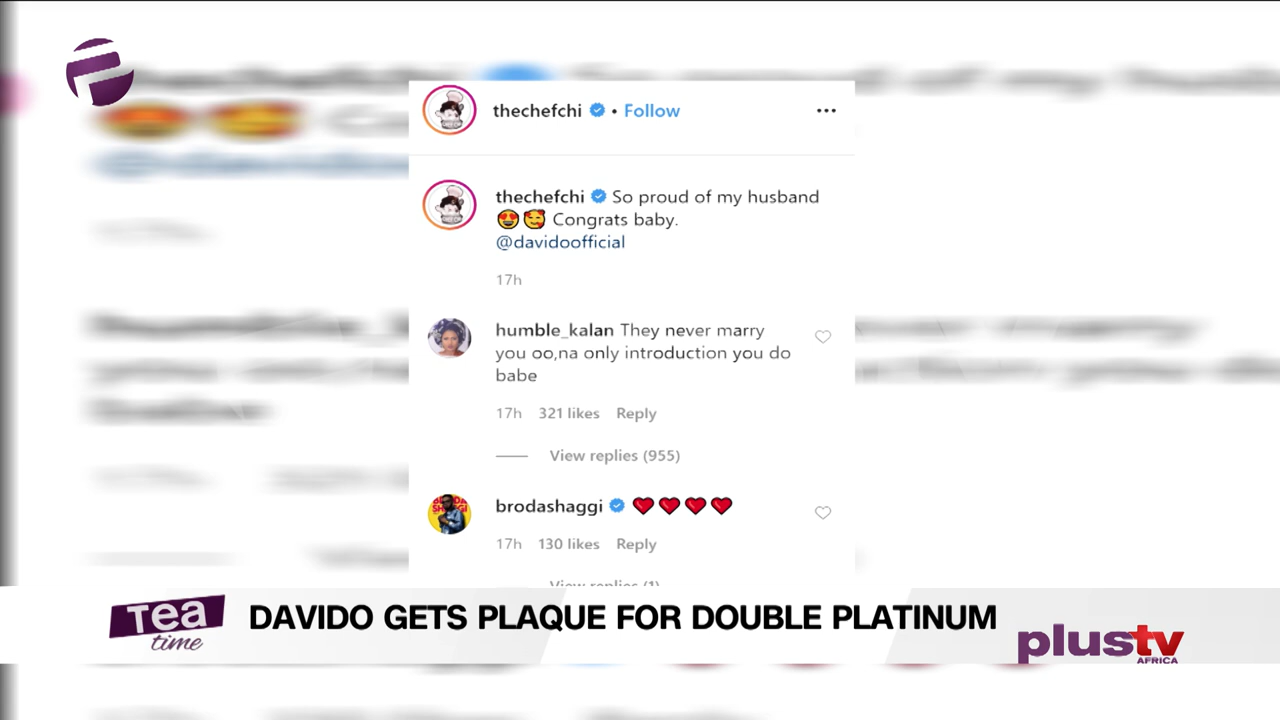 thechefchi • Follow
thechefchi So proud of my husband
😍🥰 Congrats baby.
@davidoofficial
17h
humble_kalan They never marry
you oo,na only introduction you do
babe
17h 321 likes Reply
View replies (955)
brodashaggi ❤❤❤❤
17h 130 likes Reply
View replies (1)
Tea
time
DAVIDO GETS PLAQUE FOR DOUBLE PLATINUM
plustv
AFRICA